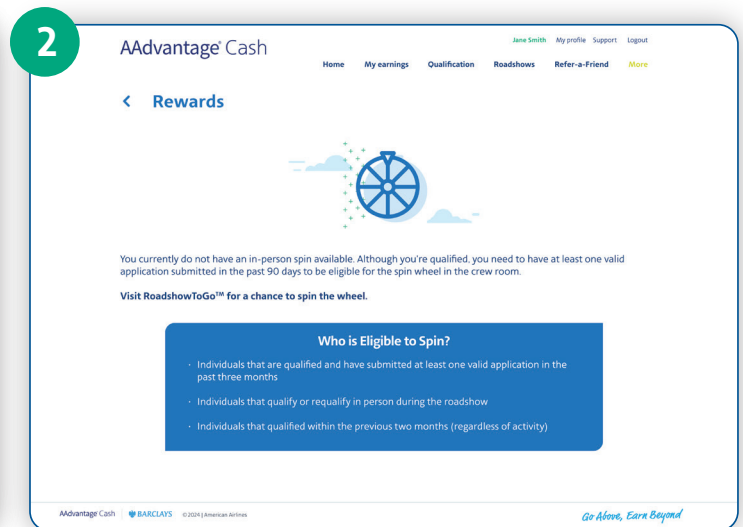 2
AAdvantage® Cash
Jane Smith My profile Support Logout
Home My earnings Qualification Roadshows Refer-a-Friend More
< Rewards
You currently do not have an in-person spin available. Although you're qualified, you need to have at least one valid
application submitted in the past 90 days to be eligible for the spin wheel in the crew room.
Visit RoadshowToGo™ for a chance to spin the wheel.
Who is Eligible to Spin?
· Individuals that are qualified and have submitted at least one valid application in the
past three months
· Individuals that qualify or requalify in person during the roadshow
· Individuals that qualified within the previous two months (regardless of activity)
AAdvantage® Cash | BARCLAYS ©2024 | American Airlines
Go Above, Earn Beyond